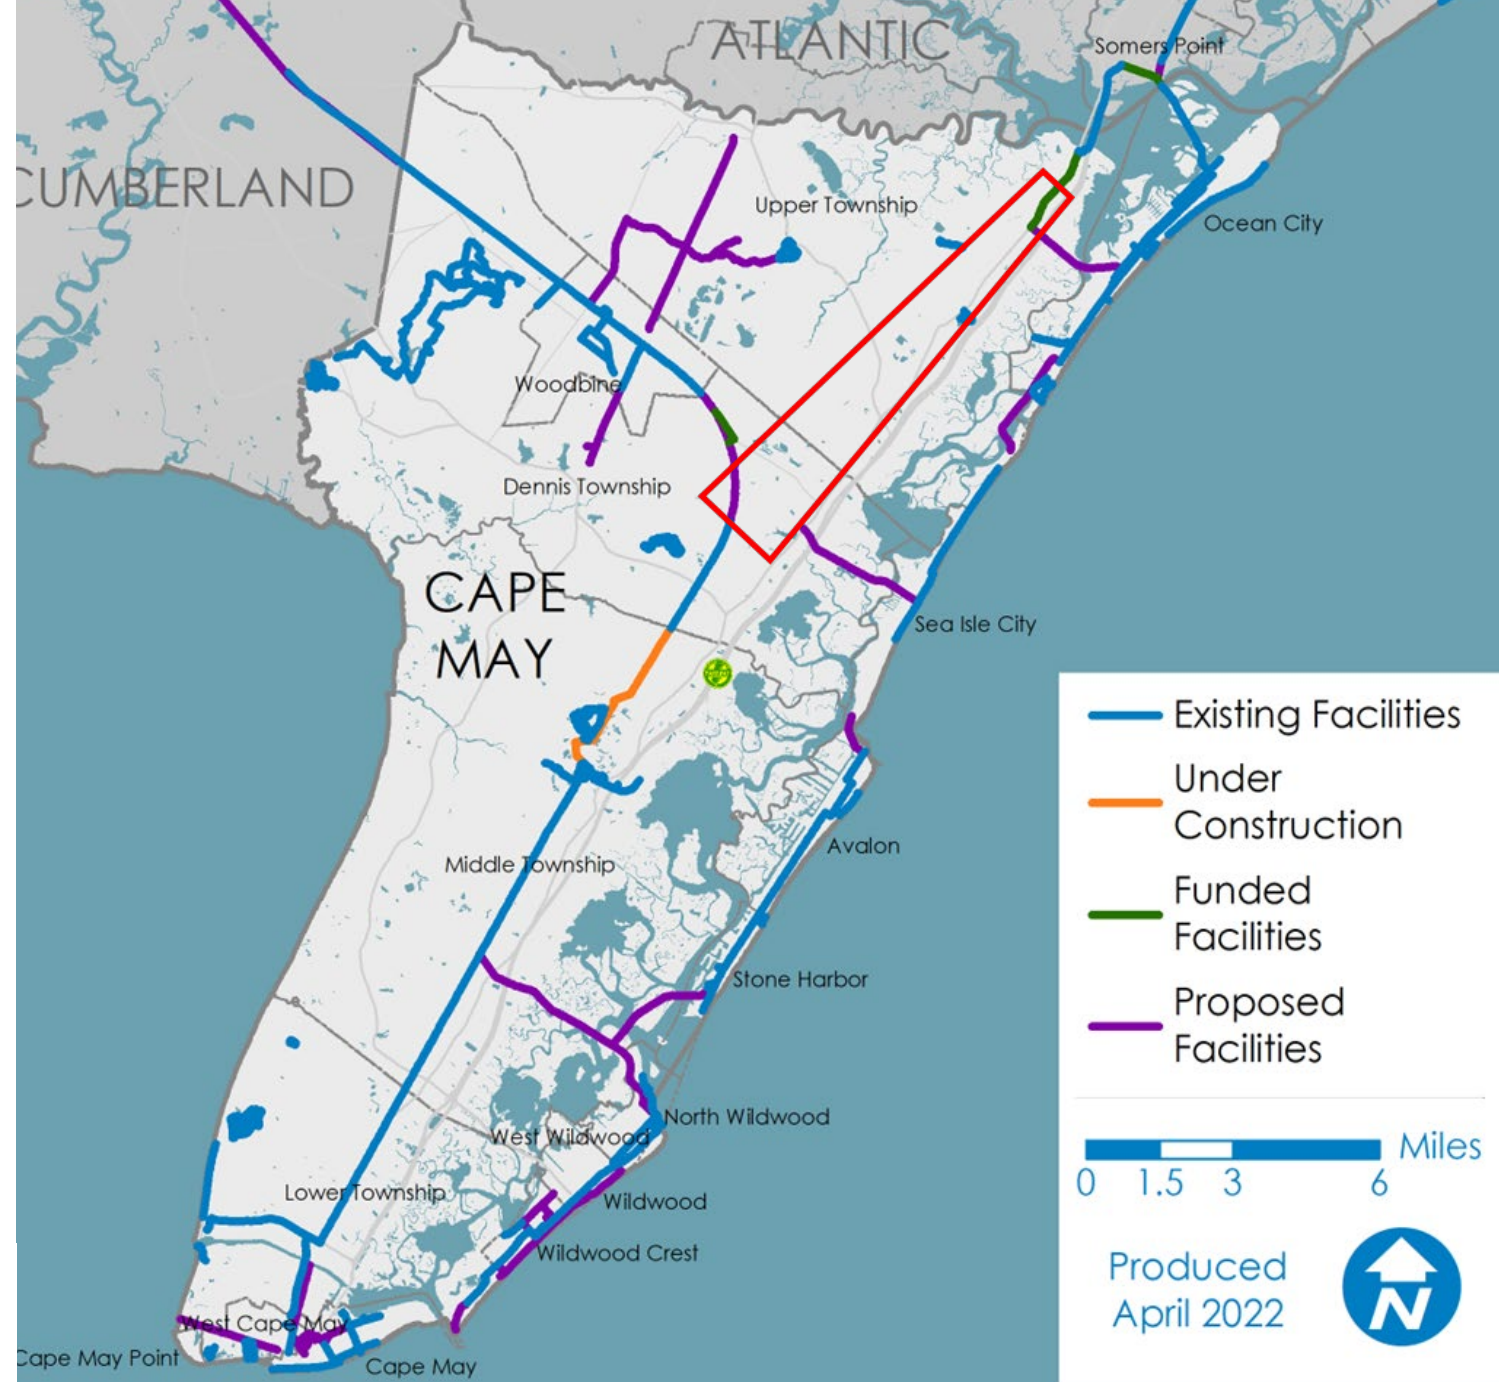 ATLANTIC
Somers Point
CUMBERLAND
Upper Township
Ocean City
Woodbine
Dennis Township
CAPE
MAY
Sea Isle City
Middle Township
Avalon
Stone Harbor
North Wildwood
West Wildwood
Lower Township
Wildwood
Wildwood Crest
West Cape May
Cape May Point
Cape May
Existing Facilities
Under
Construction
Funded
Facilities
Proposed
Facilities
Miles
0 1.5 3 6
Produced
April 2022
N